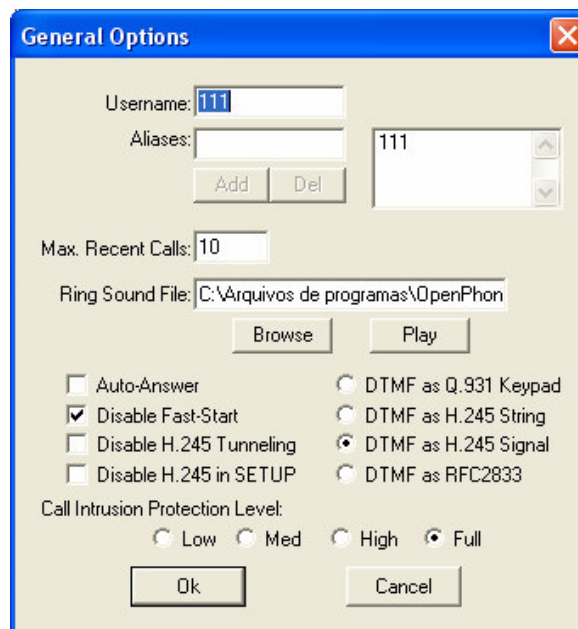 General Options
Username: 111
Aliases:
111
Add Del
Max. Recent Calls: 10
Ring Sound File: C:\Arquivos de programas\OpenPhon
Browse Play
Auto-Answer DTMF as Q.931 Keypad
Disable Fast-Start DTMF as H.245 String
Disable H.245 Tunneling DTMF as H.245 Signal
Disable H.245 in SETUP DTMF as RFC2833
Call Intrusion Protection Level:
Low Med High Full
Ok Cancel